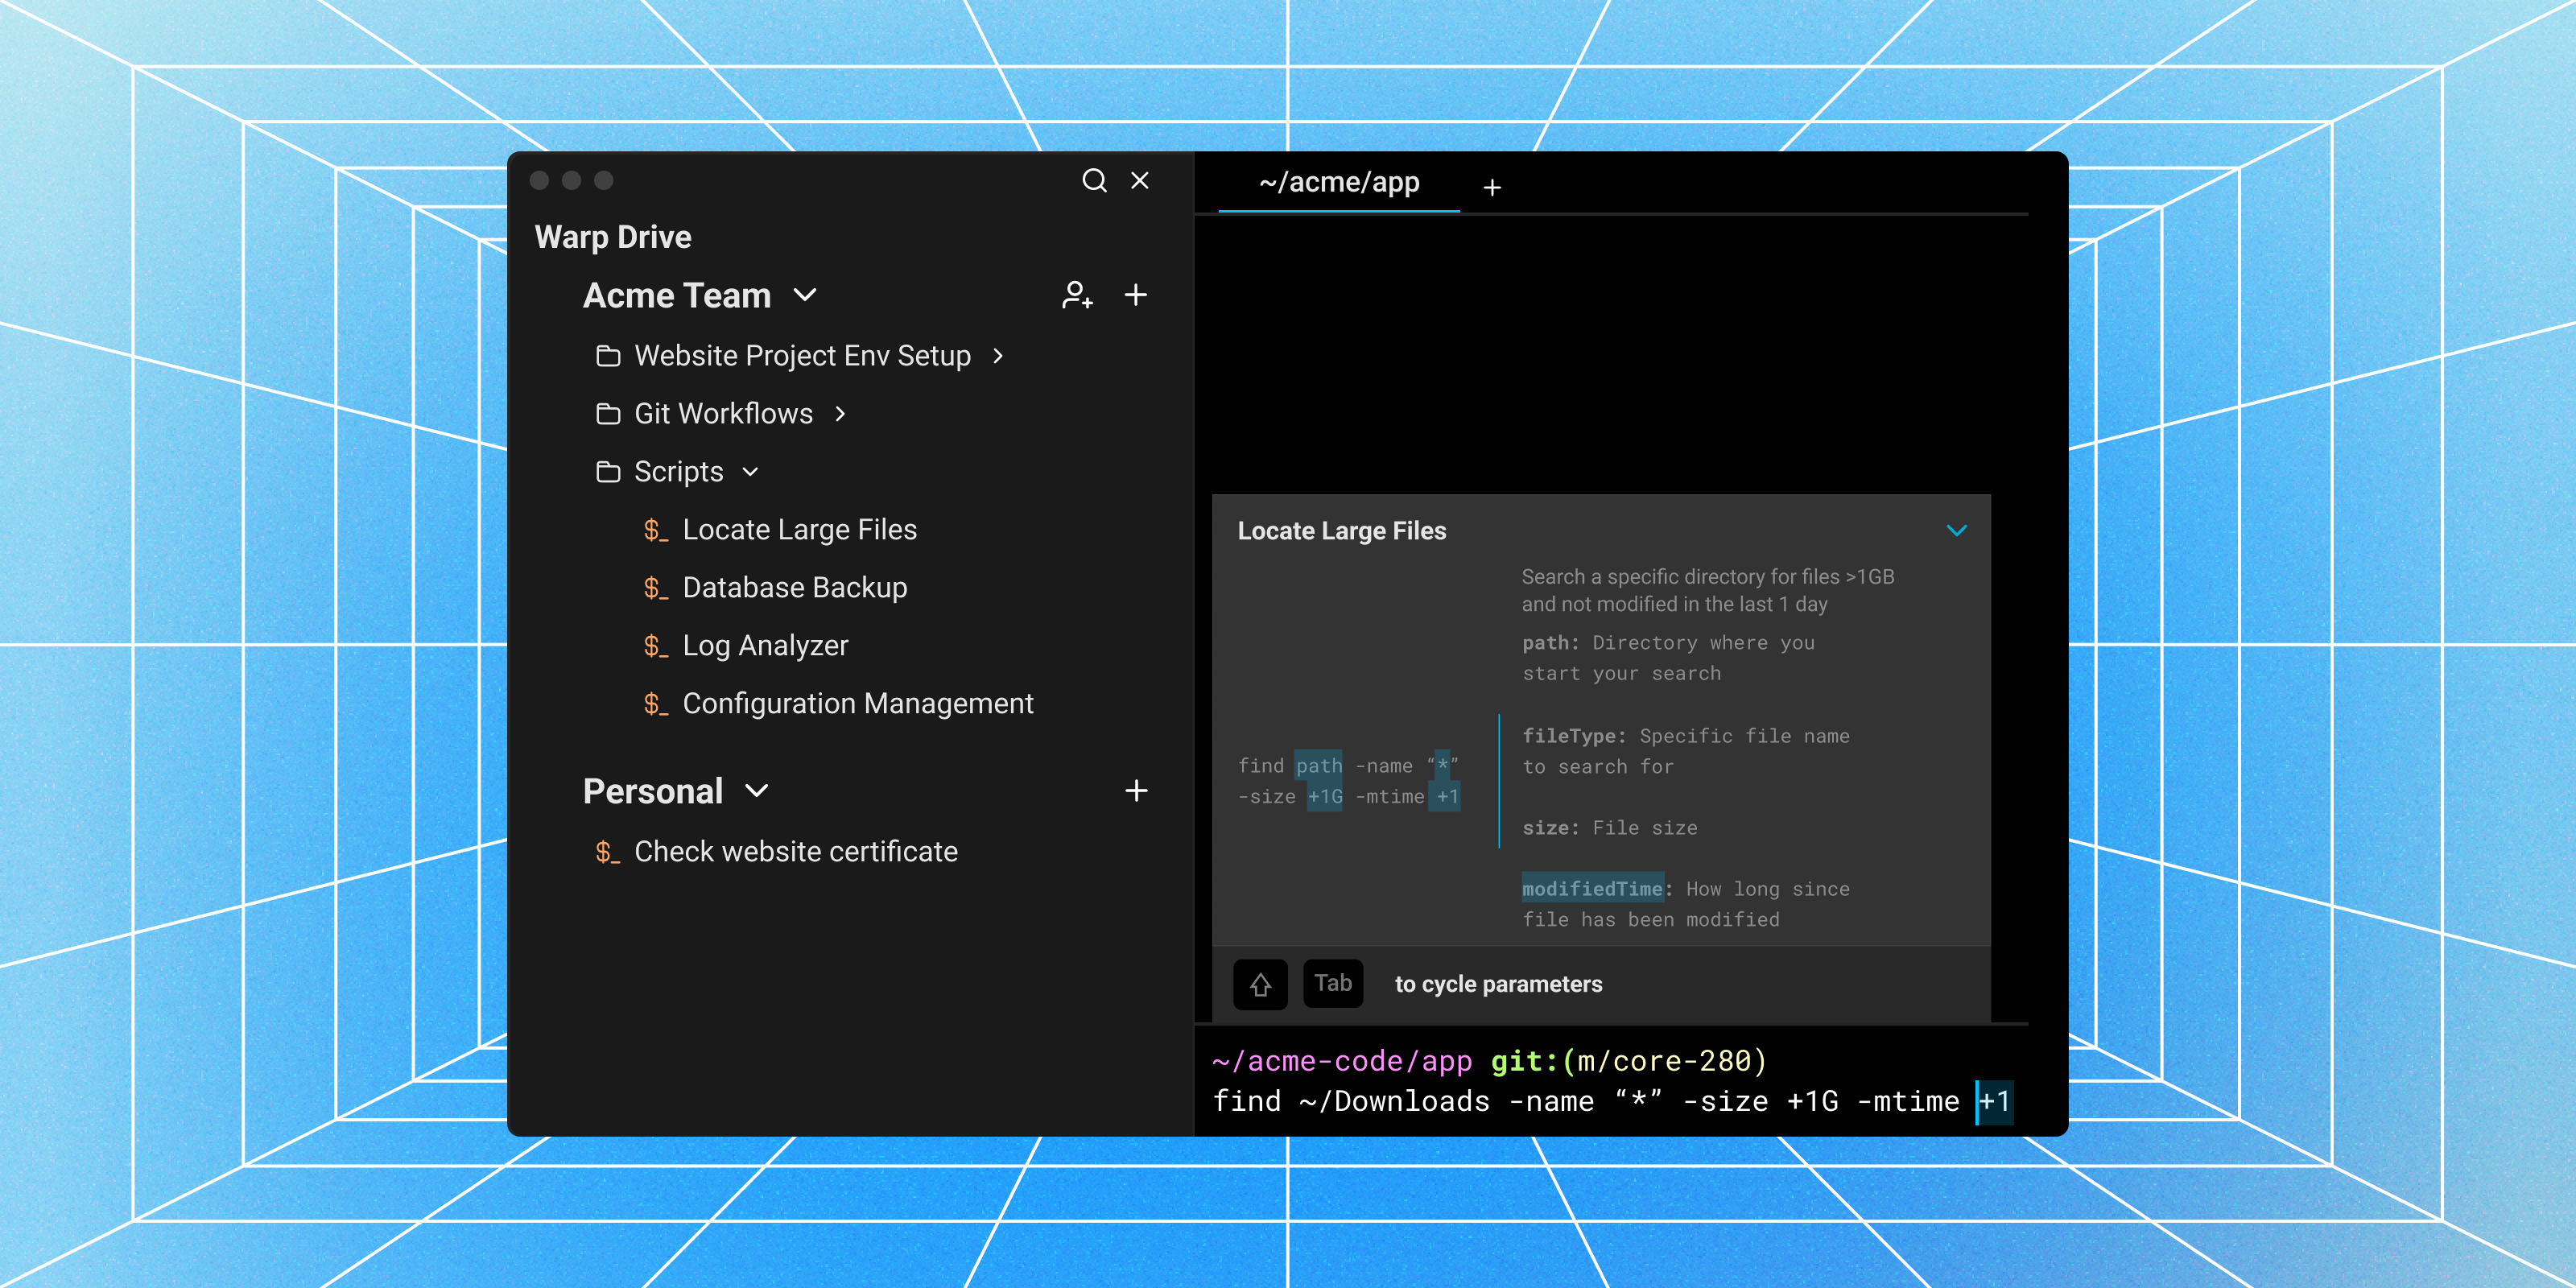 Warp Drive
Acme Team
Website Project Env Setup
Git Workflows
Scripts
$_ Locate Large Files
$_ Database Backup
$_ Log Analyzer
$_ Configuration Management
Personal
$_ Check website certificate
~/acme/app
Locate Large Files
find path -name “*”
-size +1G -mtime +1
Search a specific directory for files >1GB
and not modified in the last 1 day
path: Directory where you
start your search
fileType: Specific file name
to search for
size: File size
modifiedTime: How long since
file has been modified
Tab to cycle parameters
~/acme-code/app git:(m/core-280)
find ~/Downloads -name “*” -size +1G -mtime +1